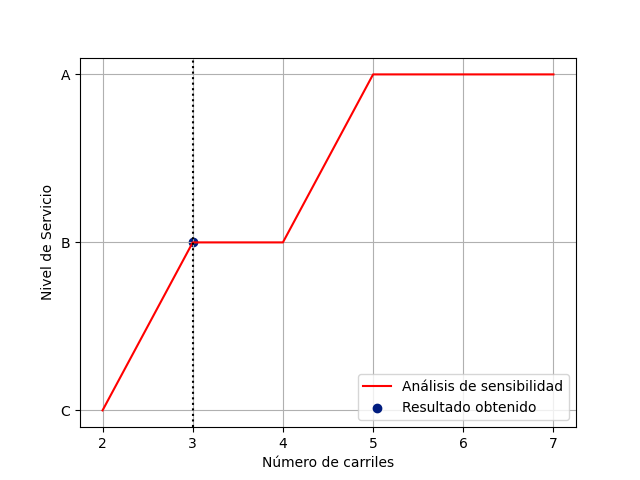 A
B
C
Nivel de Servicio
2 3 4 5 6 7
Número de carriles
Análisis de sensibilidad
Resultado obtenido